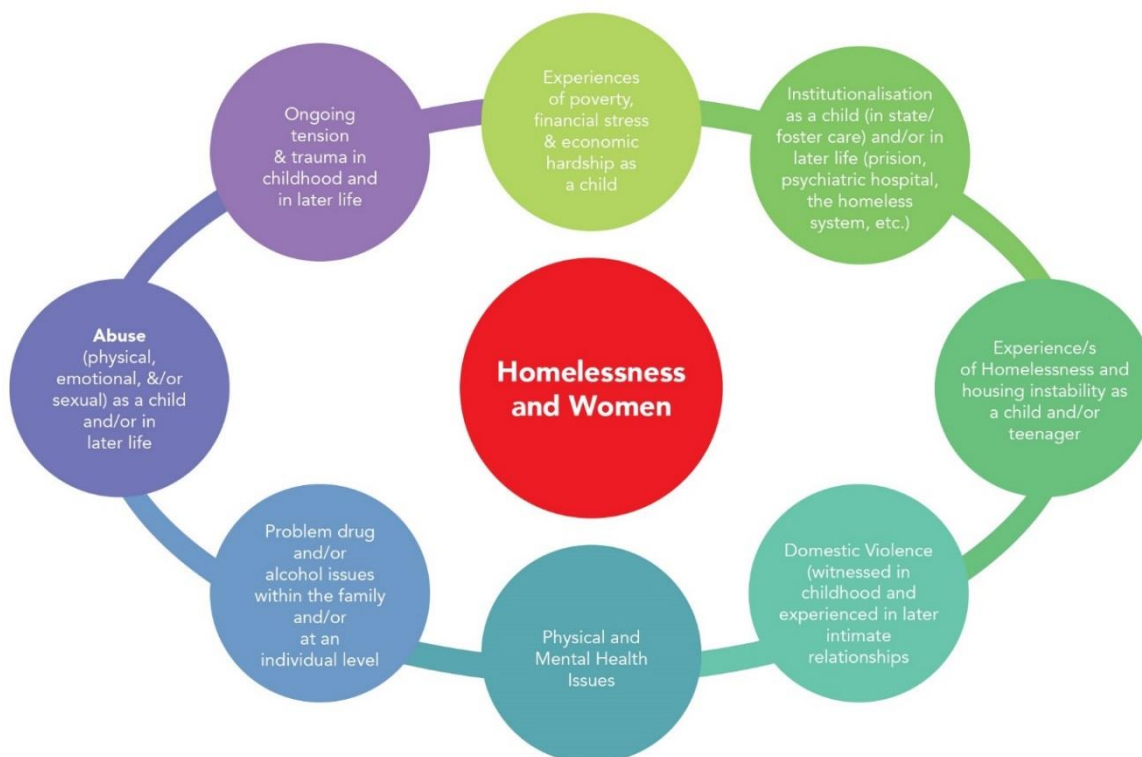 Experiences
of poverty,
financial stress
& economic
hardship as
a child
Institutionalisation
as a child (in state/
foster care) and/or in
later life (prision,
psychiatric hospital,
the homeless
system, etc.)
Experience/s
of Homelessness and
housing instability as
a child and/or
teenager
Domestic Violence
(witnessed in
childhood and
experienced in later
intimate
relationships
Physical and
Mental Health
Issues
Problem drug
and/or
alcohol issues
within the family
and/or
at an
individual level
Abuse
(physical,
emotional, &/or
sexual) as a child
and/or in
later life
Ongoing
tension
& trauma in
childhood and
in later life
Homelessness
and Women